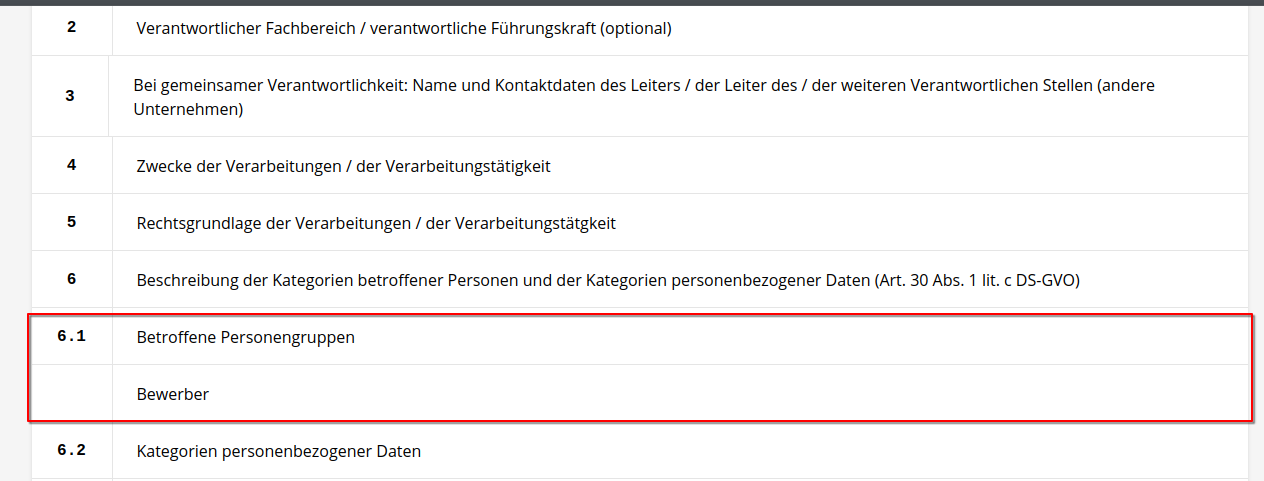 2 Verantwortlicher Fachbereich / verantwortliche Führungskraft (optional)
3 Bei gemeinsamer Verantwortlichkeit: Name und Kontaktdaten des Leiters / der Leiter des / der weiteren Verantwortlichen Stellen (andere
Unternehmen)
4 Zwecke der Verarbeitungen / der Verarbeitungstätigkeit
5 Rechtsgrundlage der Verarbeitungen / der Verarbeitungstätgkeit
6 Beschreibung der Kategorien betroffener Personen und der Kategorien personenbezogener Daten (Art. 30 Abs. 1 lit. c DS-GVO)
6.1 Betroffene Personengruppen
Bewerber
6.2 Kategorien personenbezogener Daten